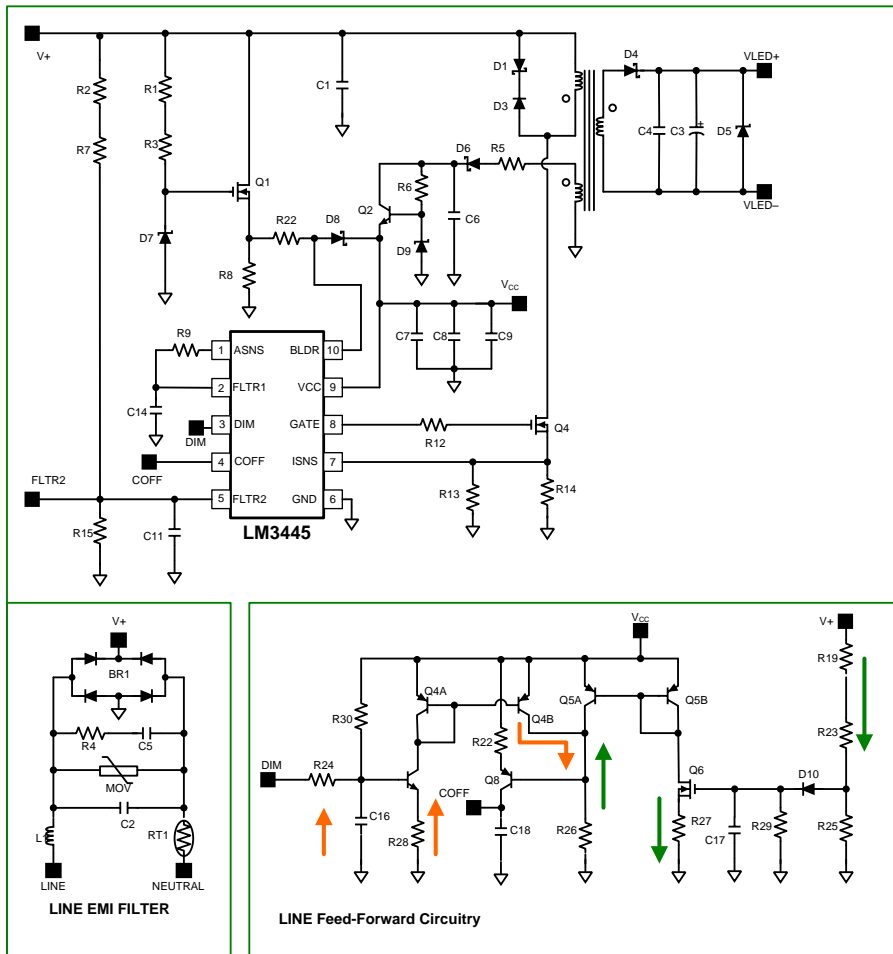 V+
R2
R1
C1
D1
D4
VLED+
R7
R3
D3
C4
C3
+
D5
Q1
D6
R5
R6
Q2
VLED–
D7
R22
D8
D9
C6
R8
VCC
R9
C7
C8
C9
1
ASNS
BLDR
10
2
FLTR1
VCC
9
C14
3
DIM
GATE
8
DIM
R12
Q4
4
COFF
ISNS
7
COFF
FLTR2
5
FLTR2
GND
6
R13
R14
R15
C11
LM3445
V+
BR1
R4
C5
MOV
C2
L1
RT1
LINE
NEUTRAL
LINE EMI FILTER
VCC
V+
R19
Q4A
Q4B
Q5A
Q5B
R30
R22
R23
DIM
R24
Q8
Q6
D10
COFF
C16
R28
C18
R26
R27
C17
R29
R25
LINE Feed-Forward Circuitry